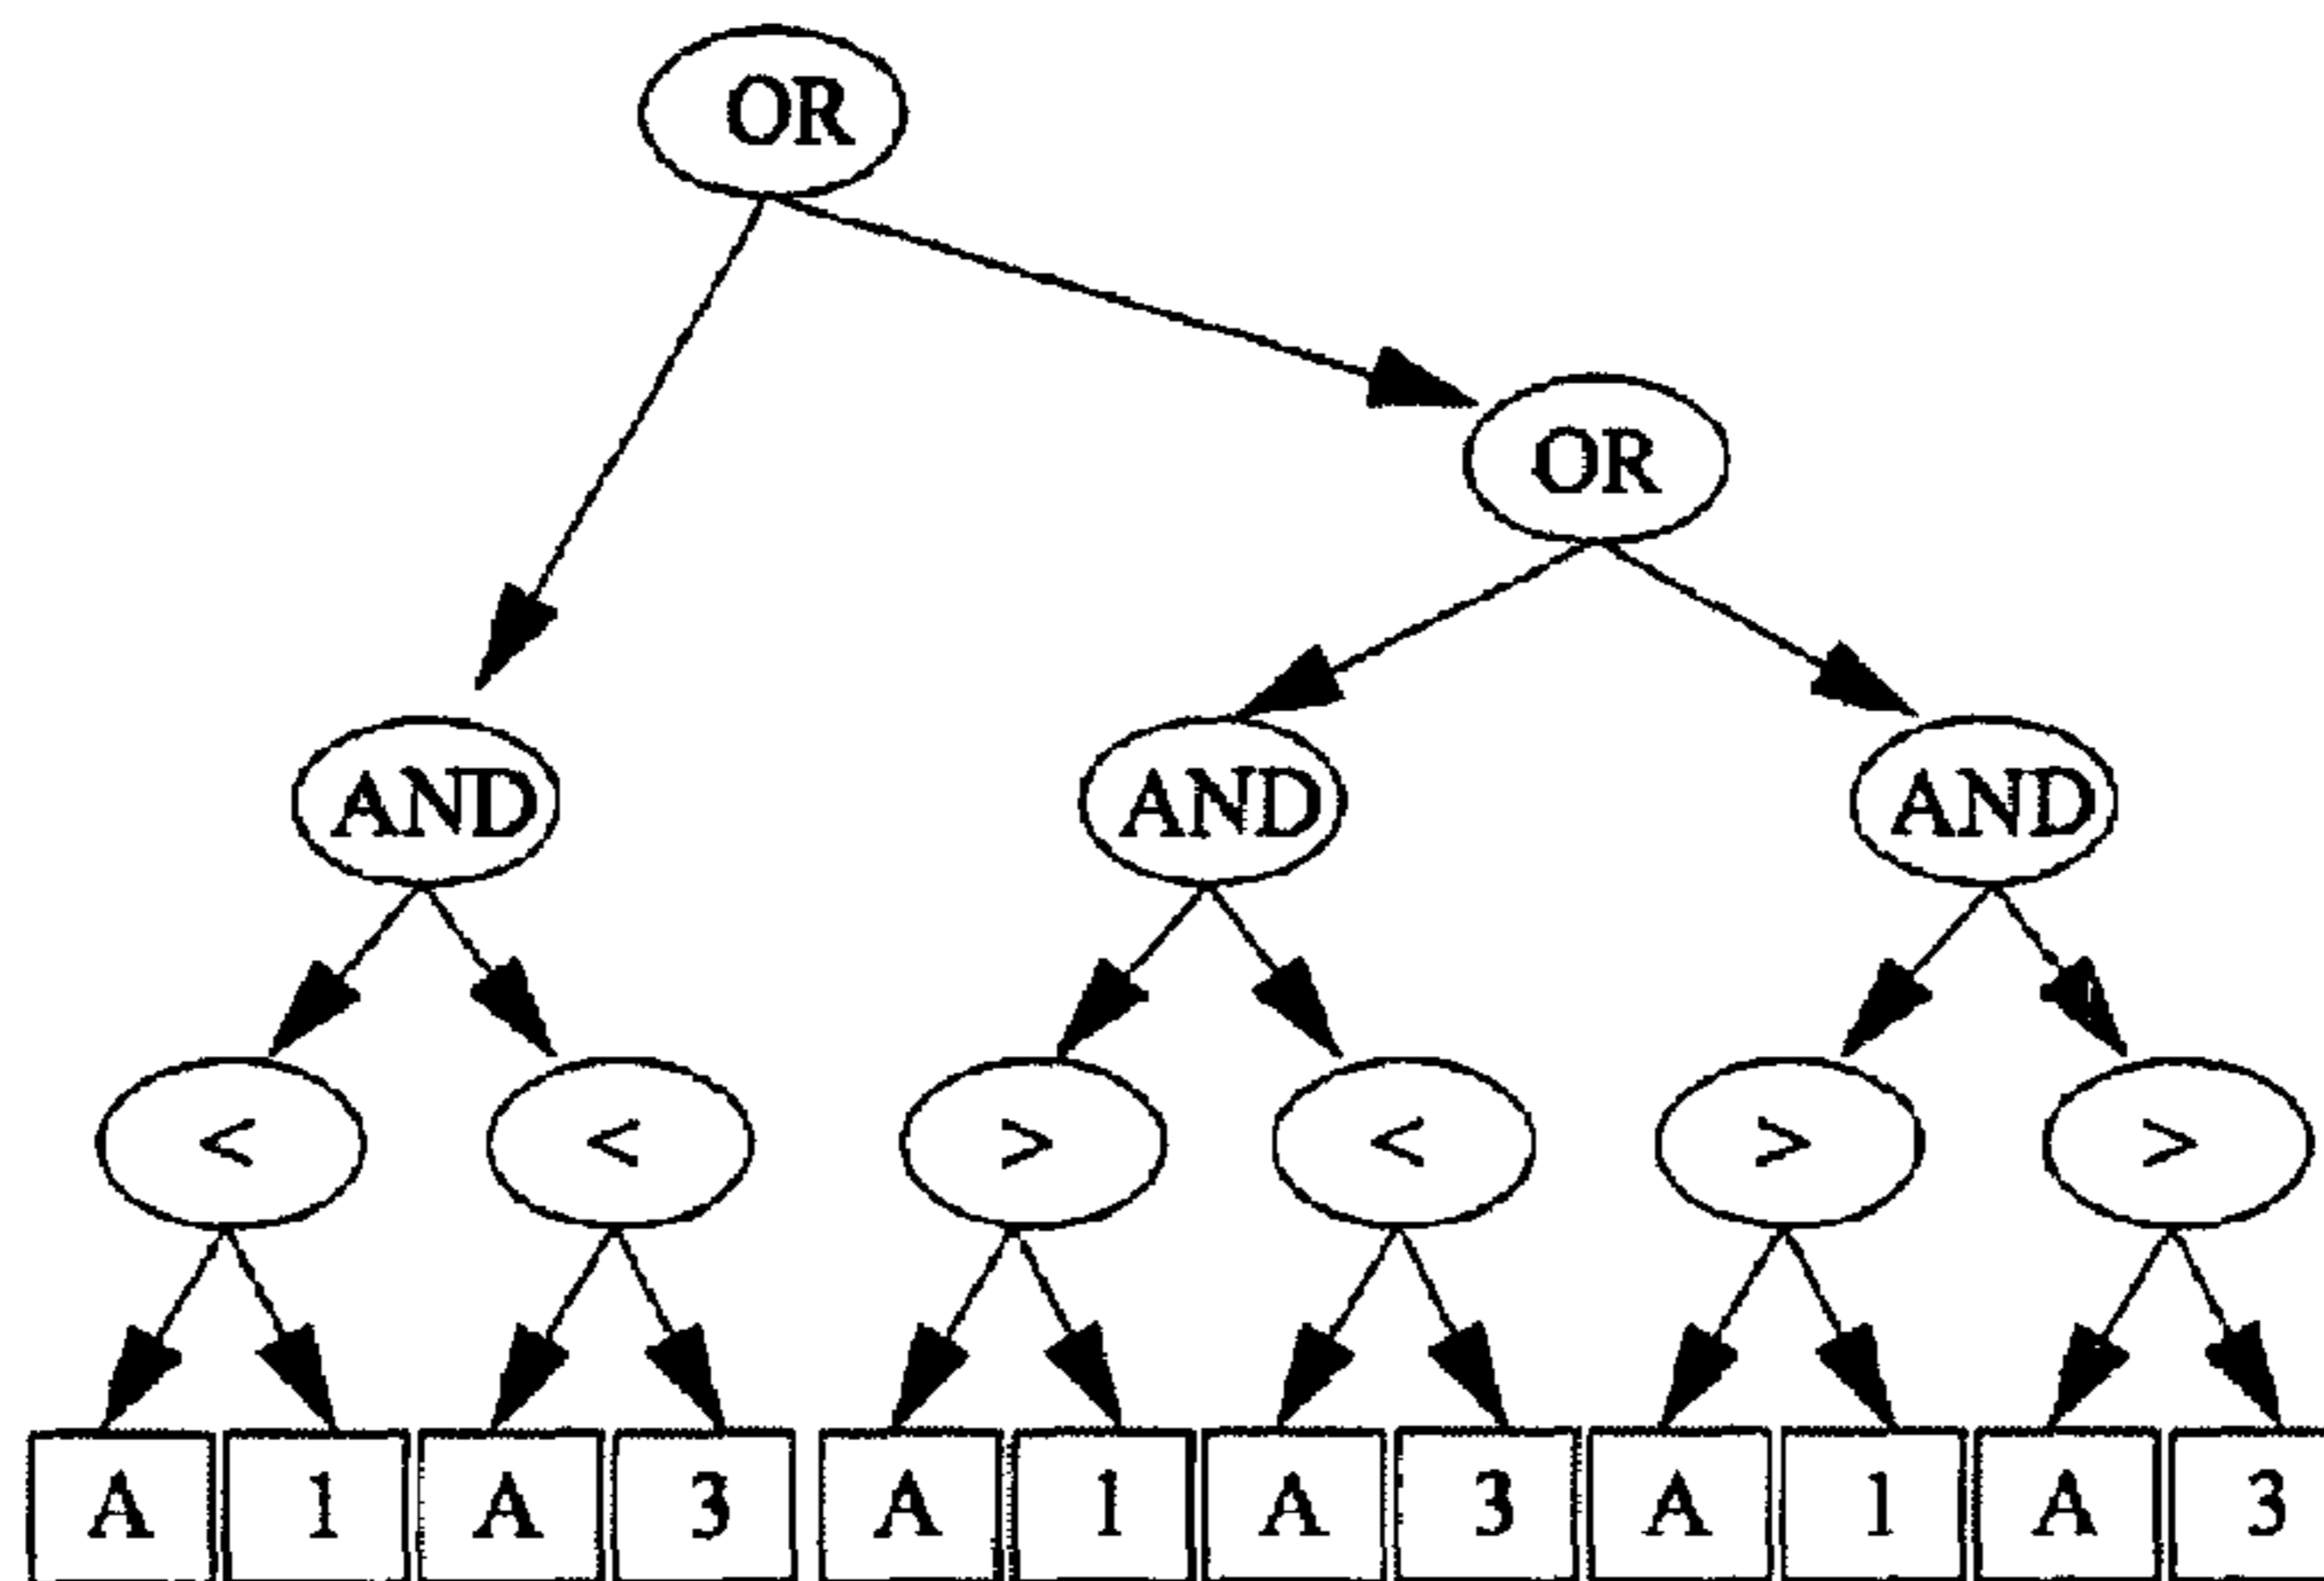 OR
OR
AND AND AND
< < > < > >
A 1 A 3 A 1 A 3 A 1 A 3